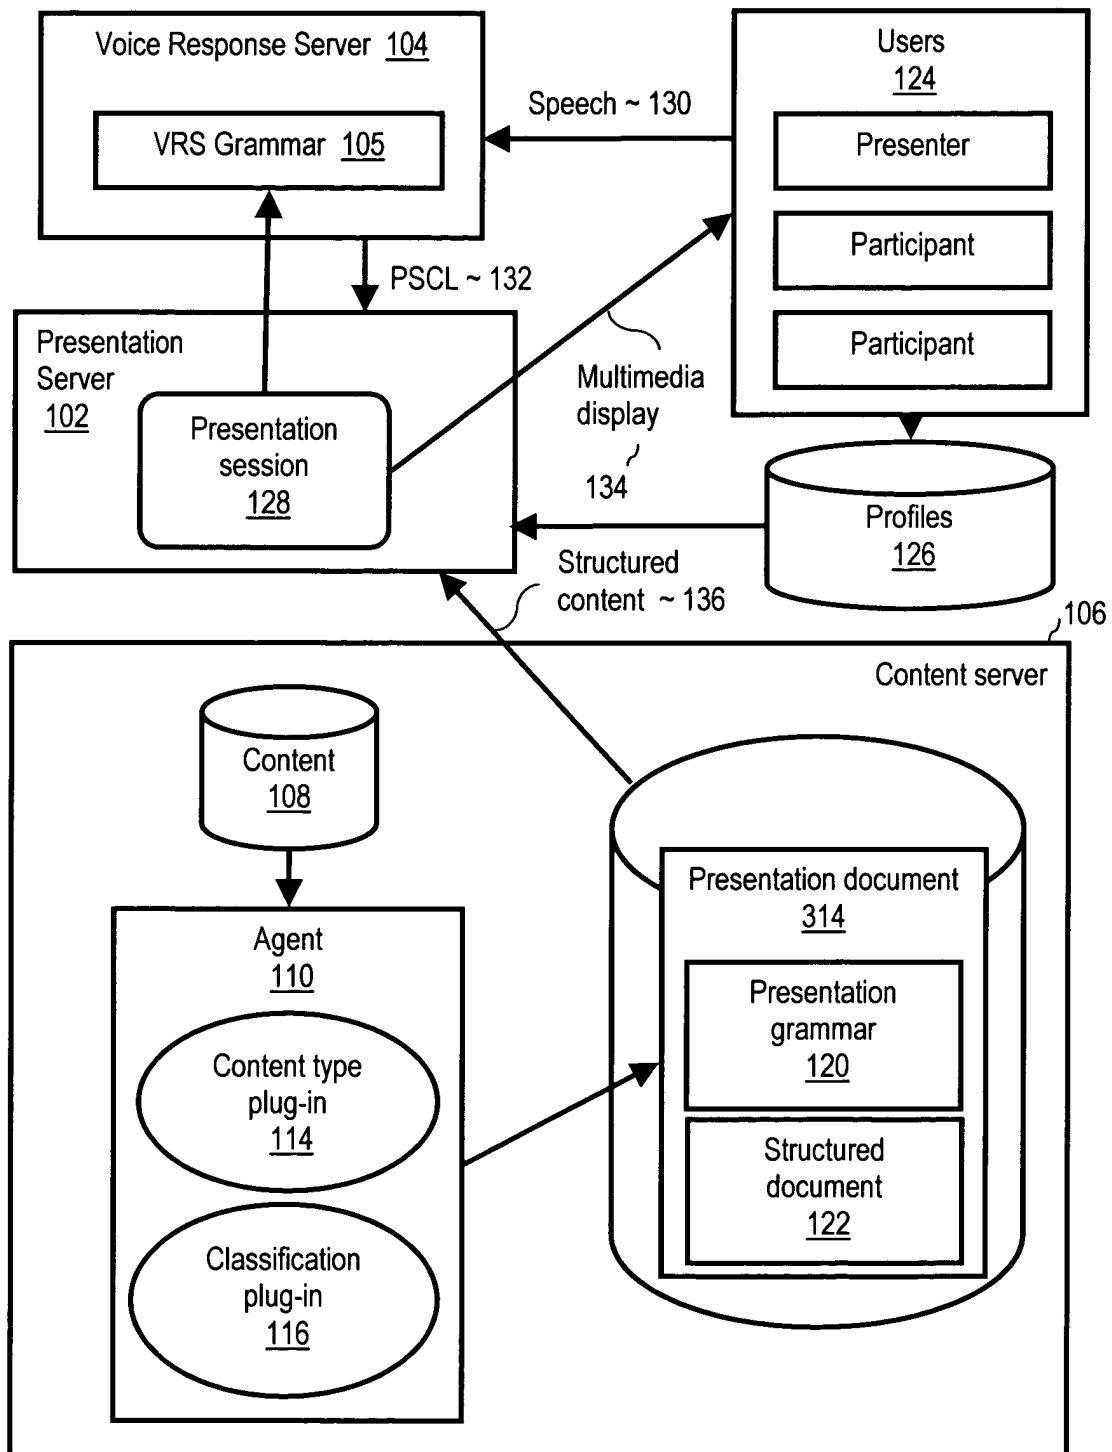 Voice Response Server 104
VRS Grammar 105
Speech ~ 130
Users
124
Presenter
Participant
Participant
PSCL ~ 132
Presentation
Server
102
Presentation
session
128
Multimedia
display
134
Profiles
126
Structured
content ~ 136
106
Content server
Content
108
Agent
110
Content type
plug-in
114
Classification
plug-in
116
Presentation document
314
Presentation
grammar
120
Structured
document
122